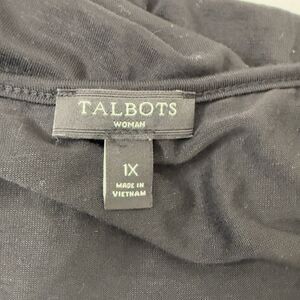 TALBOTS
WOMAN
1X
MADE IN
VIETNAM